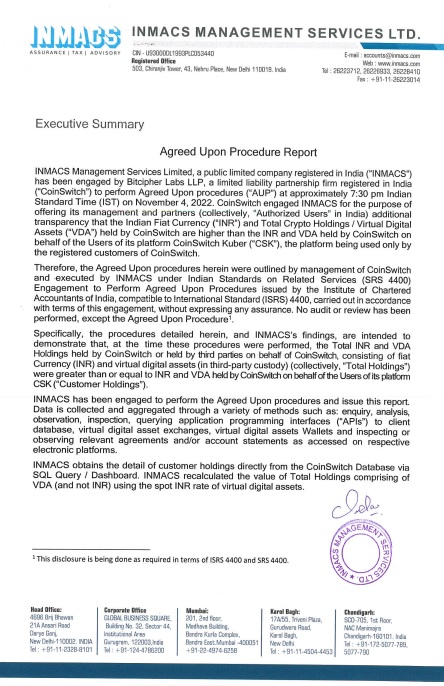 INMACS
ASSURANCE | TAX | ADVISORY
INMACS MANAGEMENT SERVICES LTD.
CIN - U93000DL1993PLC053440
Registered Office
503, Chiranjiv Tower, 43, Nehru Place, New Delhi 110019. India
E-mail : accounts@inmacs.com
Web : www.inmacs.com
Tel : 26223712, 26226933, 26228410
Fax : +91-11-26223014
Executive Summary
Agreed Upon Procedure Report
INMACS Management Services Limited, a public limited company registered in India ("INMACS")
has been engaged by Bitcipher Labs LLP, a limited liability partnership firm registered in India
("CoinSwitch") to perform Agreed Upon procedures ("AUP") at approximately 7:30 pm Indian
Standard Time (IST) on November 4, 2022. CoinSwitch engaged INMACS for the purpose of
offering its management and partners (collectively, "Authorized Users" in India) additional
transparency that the Indian Fiat Currency ("INR") and Total Crypto Holdings / Virtual Digital
Assets ("VDA") held by CoinSwitch are higher than the INR and VDA held by CoinSwitch on
behalf of the Users of its platform CoinSwitch Kuber ("CSK"), the platform being used only by
the registered customers of CoinSwitch.
Therefore, the Agreed Upon procedures herein were outlined by management of CoinSwitch
and executed by INMACS under Indian Standards on Related Services (SRS 4400)
Engagement to Perform Agreed Upon Procedures issued by the Institute of Chartered
Accountants of India, compatible to International Standard (ISRS) 4400, carried out in accordance
with terms of this engagement, without expressing any assurance. No audit or review has been
performed, except the Agreed Upon Procedure¹.
Specifically, the procedures detailed herein, and INMACS's findings, are intended to
demonstrate that, at the time these procedures were performed, the Total INR and VDA
Holdings held by CoinSwitch or held by third parties on behalf of CoinSwitch, consisting of fiat
Currency (INR) and virtual digital assets (in third-party custody) (collectively, "Total Holdings")
were greater than or equal to INR and VDA held by CoinSwitch on behalf of the Users of its platform
CSK ("Customer Holdings").
INMACS has been engaged to perform the Agreed Upon procedures and issue this report.
Data is collected and aggregated through a variety of methods such as: enquiry, analysis,
observation, inspection, querying application programming interfaces ("APIs") to client
database, virtual digital asset exchanges, virtual digital assets Wallets and inspecting or
observing relevant agreements and/or account statements as accessed on respective
electronic platforms.
INMACS obtains the detail of customer holdings directly from the CoinSwitch Database via
SQL Query / Dashboard. INMACS recalculated the value of Total Holdings comprising of
VDA (and not INR) using the spot INR rate of virtual digital assets.
INMACS MANAGEMENT SERVICES LTD.
¹ This disclosure is being done as required in terms of ISRS 4400 and SRS 4400.
Head Office:
4696 Brij Bhawan
21A Ansari Road
Darya Ganj,
New Delhi-110002. INDIA
Tel : +91-11-2328-8101
Corporate Office
GLOBAL BUSINESS SQUARE,
Building No. 32, Sector 44,
Institutional Area
Gurugram, 122003, India
Tel : +91-124-4786200
Mumbai:
201, 2nd floor,
Madhava Building,
Bandra Kurla Complex,
Bandra East, Mumbai -400051
+91-22-4974-6258
Karol Bagh:
17A/55, Triveni Plaza,
Gurudwara Road,
Karol Bagh,
New Delhi
Tel : +91-11-4504-4453
Chandigarh:
SCO-705, 1st Floor,
NAC Manimajra
Chandigarh-160101. India
Tel : +91-172-5077-789,
5077-790